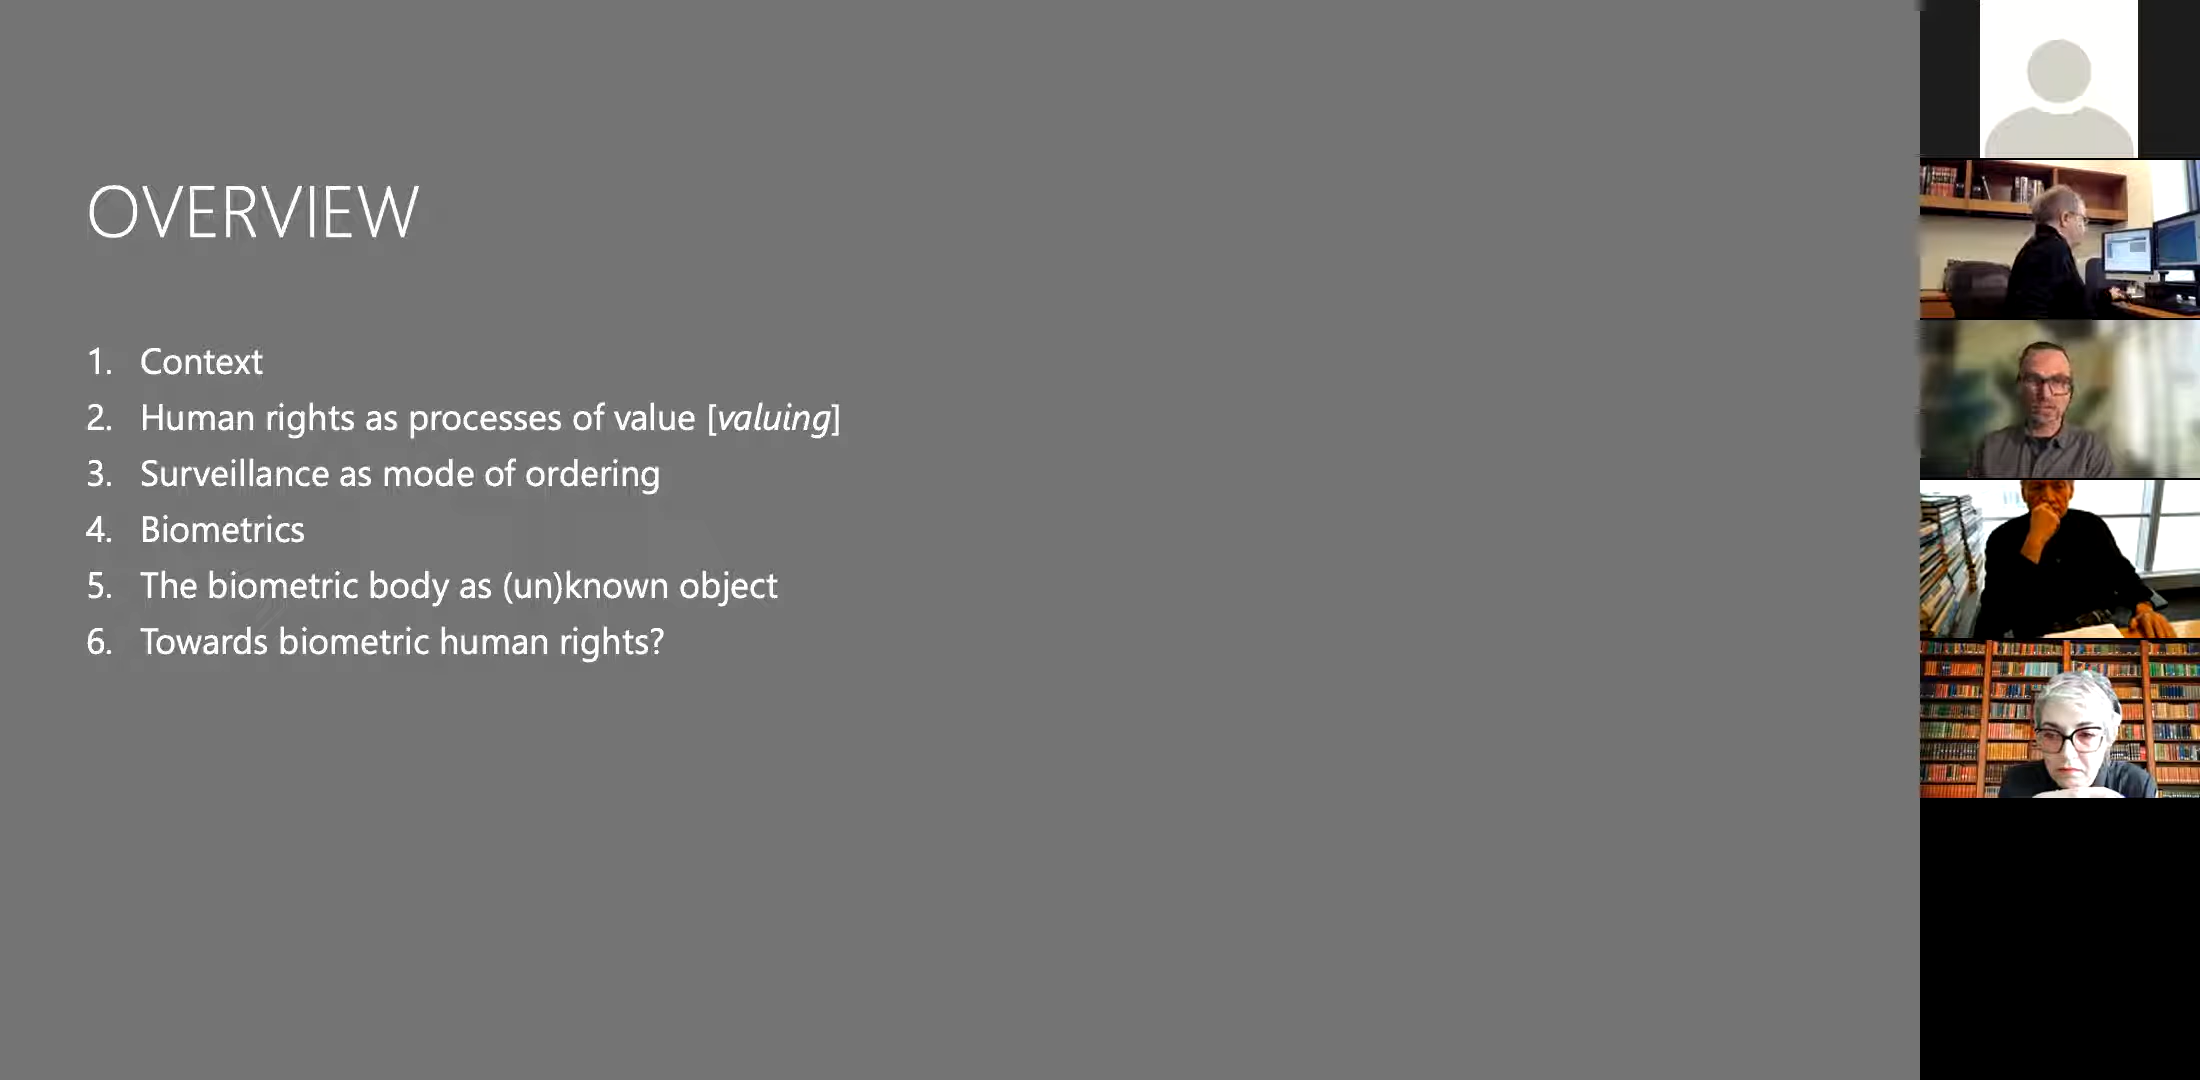 OVERVIEW
1. Context
2. Human rights as processes of value [valuing]
3. Surveillance as mode of ordering
4. Biometrics
5. The biometric body as (un)known object
6. Towards biometric human rights?